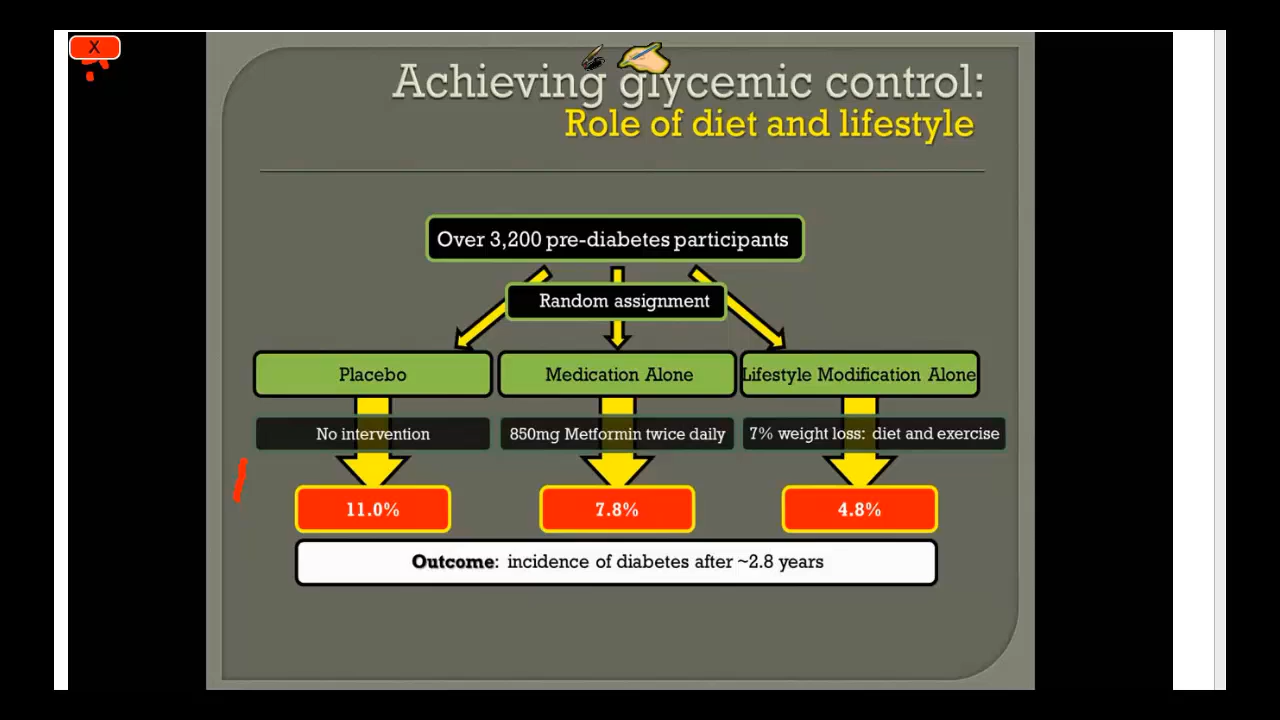 X
Achieving glycemic control:
Role of diet and lifestyle
Over 3,200 pre-diabetes participants
Random assignment
Placebo
Medication Alone
Lifestyle Modification Alone
No intervention
850mg Metformin twice daily
7% weight loss: diet and exercise
11.0%
7.8%
4.8%
Outcome: incidence of diabetes after ~2.8 years